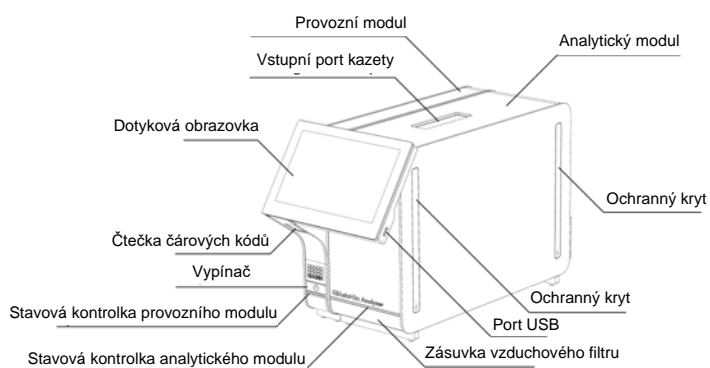 Provozní modul
Analytický modul
Vstupní port kazety
Dotyková obrazovka
Ochranný kryt
Čtečka čárových kódů
Vypínač
Ochranný kryt
Stavová kontrolka provozního modulu
Port USB
Stavová kontrolka analytického modulu
Zásuvka vzduchového filtru
Analyzer